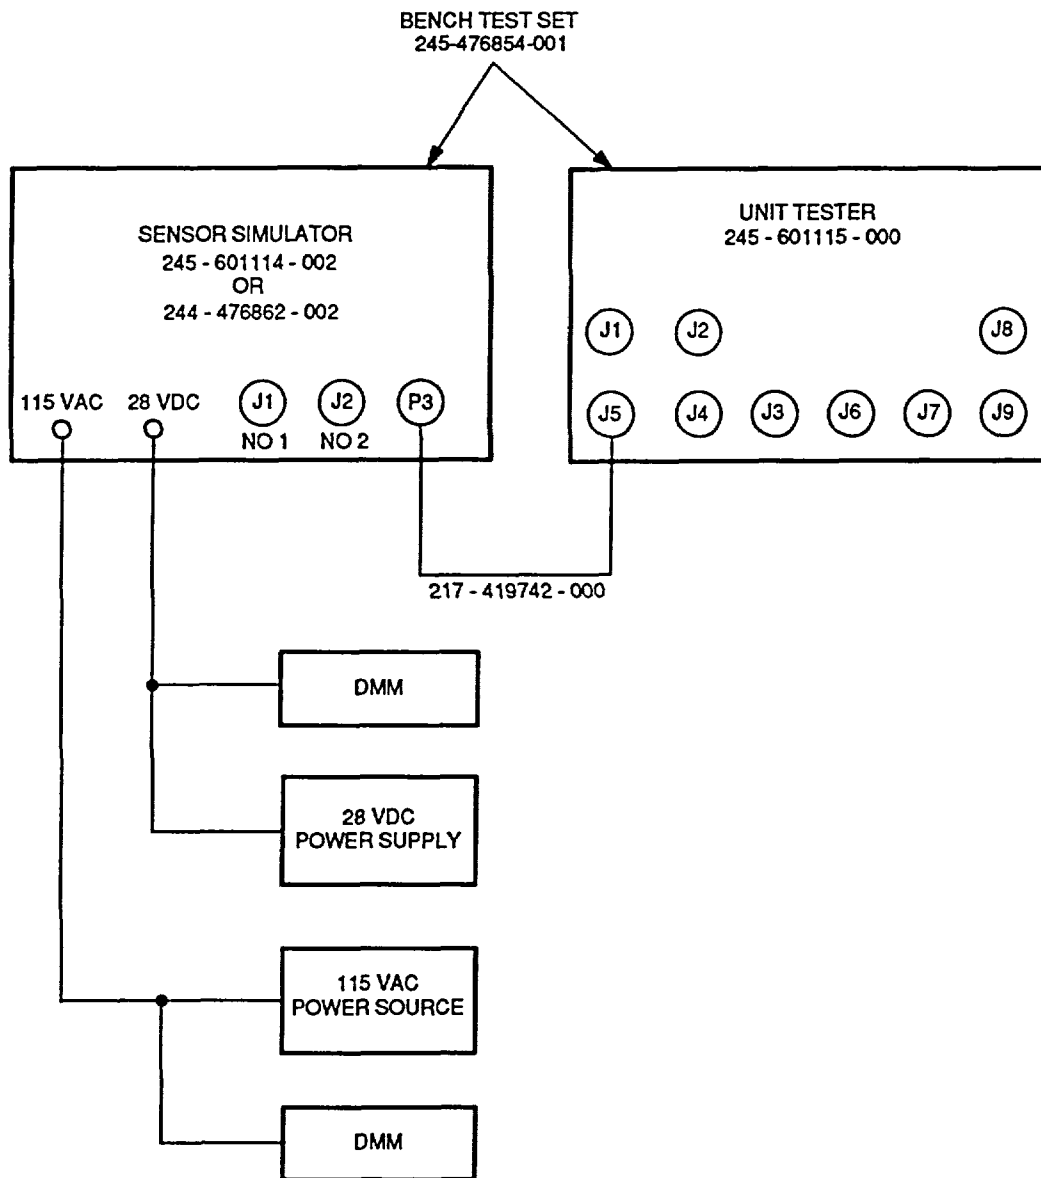 BENCH TEST SET
245-476854-001
SENSOR SIMULATOR
245 - 601114 - 002
OR
244 - 476862 - 002
115 VAC
28 VDC
J1
J2
P3
NO 1
NO 2
UNIT TESTER
245 - 601115 - 000
J1
J2
J8
J5
J4
J3
J6
J7
J9
217 - 419742 - 000
DMM
28 VDC
POWER SUPPLY
115 VAC
POWER SOURCE
DMM